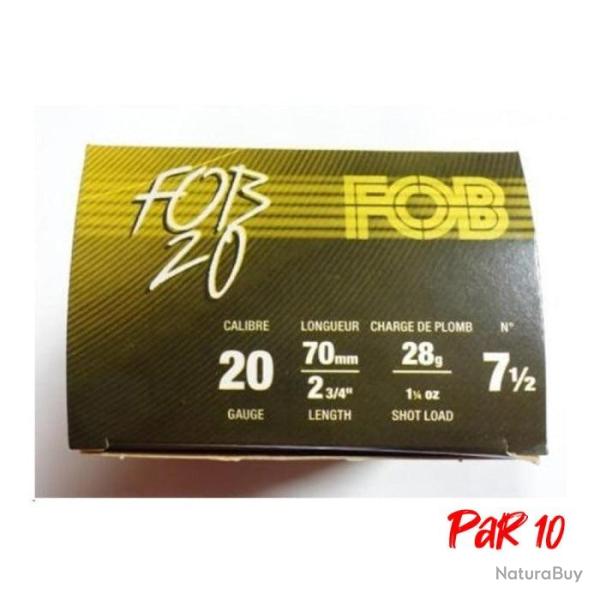 FOB
20
FOB
CALIBRE LONGUEUR CHARGE DE PLOMB N°
20 70mm 28g 7½
2 3/4" 1¼ oz
GAUGE LENGTH SHOT LOAD
PAR 10
NaturaBuy